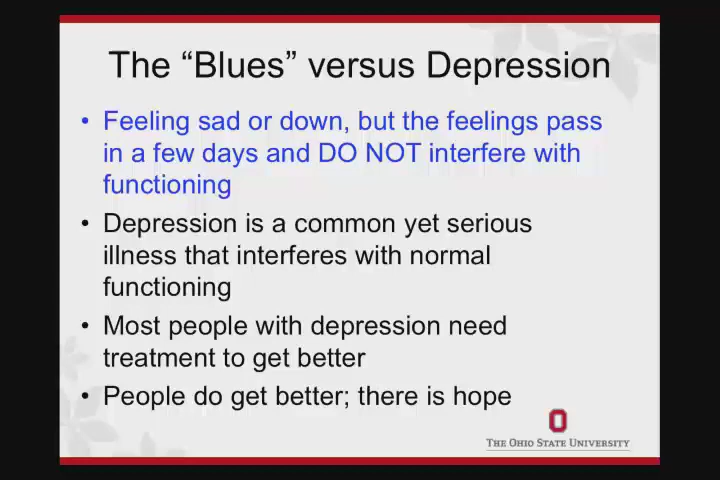 The “Blues” versus Depression
• Feeling sad or down, but the feelings pass
in a few days and DO NOT interfere with
functioning
• Depression is a common yet serious
illness that interferes with normal
functioning
• Most people with depression need
treatment to get better
• People do get better; there is hope
THE OHIO STATE UNIVERSITY